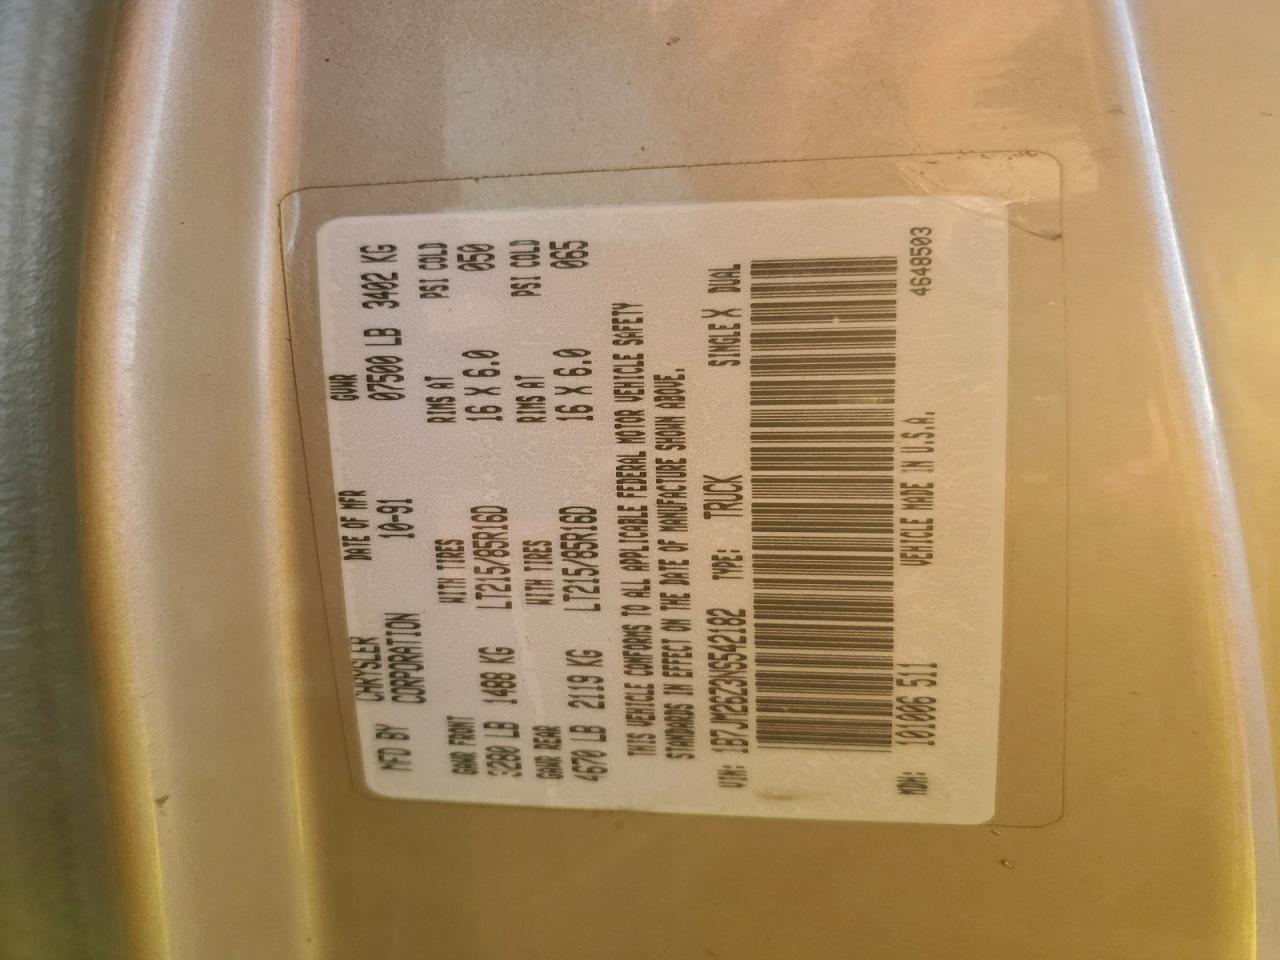 MFD BY CHRYSLER CORPORATION DATE OF MFR 10-91 GVWR 07500 LB 3402 KG
GAWR FRONT WITH TIRES RIMS AT PSI COLD
3280 LB 1488 KG LT215/85R16D 16 X 6.0 050
GAWR REAR WITH TIRES RIMS AT PSI COLD
4670 LB 2119 KG LT215/85R16D 16 X 6.0 065
THIS VEHICLE CONFORMS TO ALL APPLICABLE FEDERAL MOTOR VEHICLE SAFETY
STANDARDS IN EFFECT ON THE DATE OF MANUFACTURE SHOWN ABOVE.
VIN: 1B7JM26Z3NS542182 TYPE: TRUCK SINGLE X DUAL
MDH: 101006 511 VEHICLE MADE IN U.S.A. 4648503